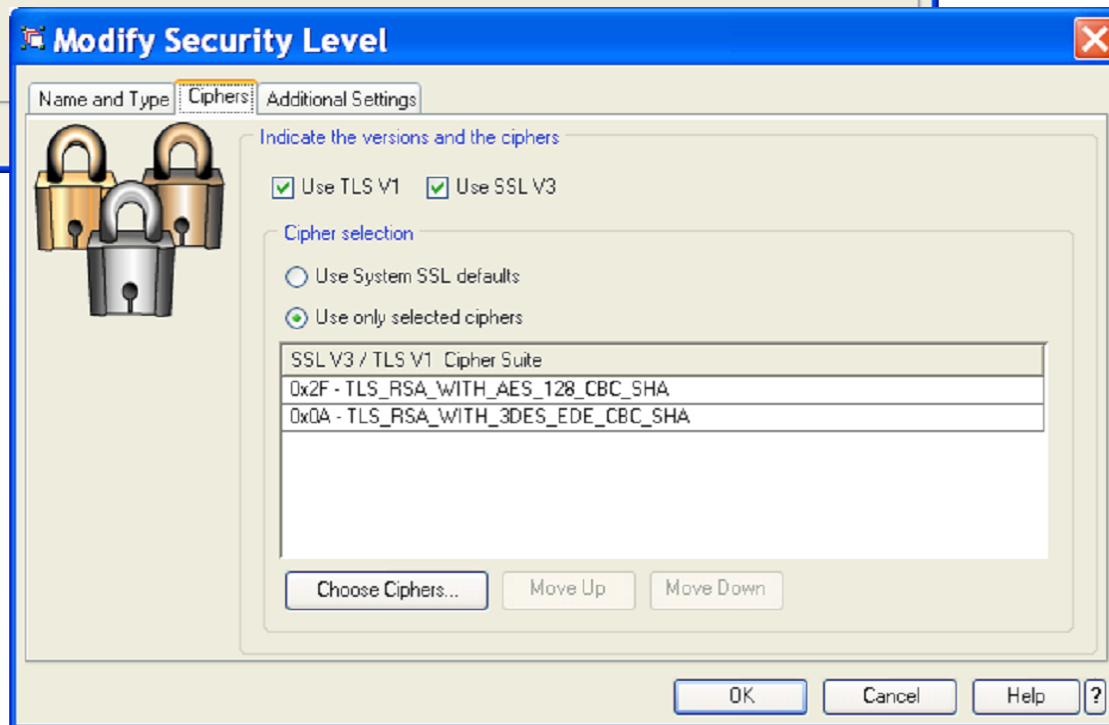 Modify Security Level
Name and Type Ciphers Additional Settings
Indicate the versions and the ciphers
Use TLS V1 Use SSL V3
Cipher selection
Use System SSL defaults
Use only selected ciphers
SSL V3 / TLS V1 Cipher Suite
0x2F - TLS_RSA_WITH_AES_128_CBC_SHA
0x0A - TLS_RSA_WITH_3DES_EDE_CBC_SHA
Choose Ciphers... Move Up Move Down
OK Cancel Help ?